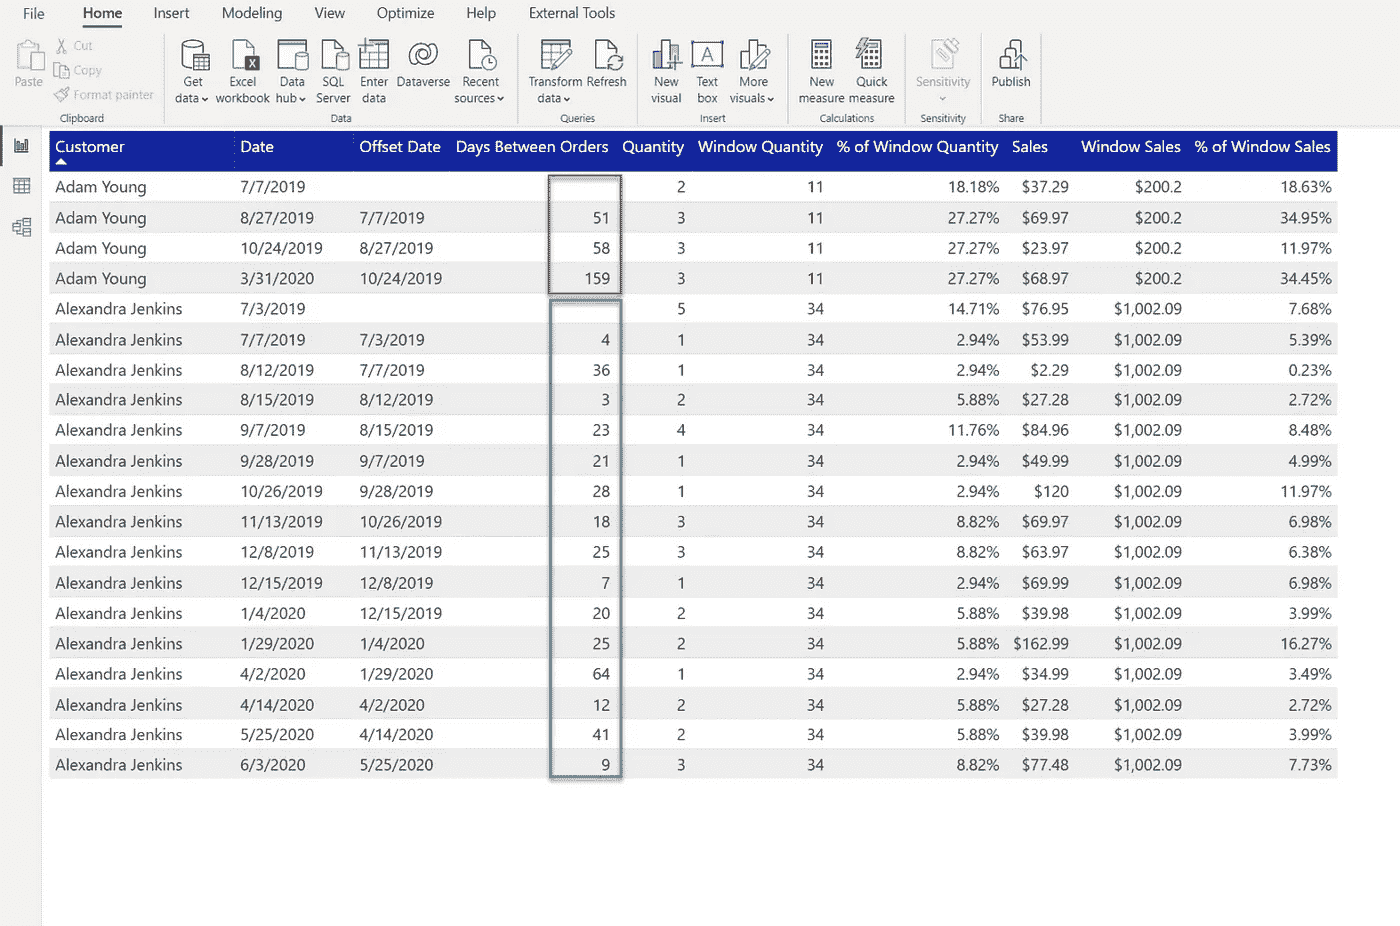 File Home Insert Modeling View Optimize Help External Tools
Paste
Cut
Copy
Format painter
Clipboard
Get data
Excel workbook
Data hub
SQL Server
Enter data
Dataverse
Recent sources
Data
Transform data
Refresh
Queries
New visual
Text box
More visuals
Insert
New measure
Quick measure
Calculations
Sensitivity
Sensitivity
Publish
Share
Customer Date Offset Date Days Between Orders Quantity Window Quantity % of Window Quantity Sales Window Sales % of Window Sales
Adam Young 7/7/2019 2 11 18.18% $37.29 $200.2 18.63%
Adam Young 8/27/2019 7/7/2019 51 3 11 27.27% $69.97 $200.2 34.95%
Adam Young 10/24/2019 8/27/2019 58 3 11 27.27% $23.97 $200.2 11.97%
Adam Young 3/31/2020 10/24/2019 159 3 11 27.27% $68.97 $200.2 34.45%
Alexandra Jenkins 7/3/2019 5 34 14.71% $76.95 $1,002.09 7.68%
Alexandra Jenkins 7/7/2019 7/3/2019 4 1 34 2.94% $53.99 $1,002.09 5.39%
Alexandra Jenkins 8/12/2019 7/7/2019 36 1 34 2.94% $2.29 $1,002.09 0.23%
Alexandra Jenkins 8/15/2019 8/12/2019 3 2 34 5.88% $27.28 $1,002.09 2.72%
Alexandra Jenkins 9/7/2019 8/15/2019 23 4 34 11.76% $84.96 $1,002.09 8.48%
Alexandra Jenkins 9/28/2019 9/7/2019 21 1 34 2.94% $49.99 $1,002.09 4.99%
Alexandra Jenkins 10/26/2019 9/28/2019 28 1 34 2.94% $120 $1,002.09 11.97%
Alexandra Jenkins 11/13/2019 10/26/2019 18 3 34 8.82% $69.97 $1,002.09 6.98%
Alexandra Jenkins 12/8/2019 11/13/2019 25 3 34 8.82% $63.97 $1,002.09 6.38%
Alexandra Jenkins 12/15/2019 12/8/2019 7 1 34 2.94% $69.99 $1,002.09 6.98%
Alexandra Jenkins 1/4/2020 12/15/2019 20 2 34 5.88% $39.98 $1,002.09 3.99%
Alexandra Jenkins 1/29/2020 1/4/2020 25 2 34 5.88% $162.99 $1,002.09 16.27%
Alexandra Jenkins 4/2/2020 1/29/2020 64 1 34 2.94% $34.99 $1,002.09 3.49%
Alexandra Jenkins 4/14/2020 4/2/2020 12 2 34 5.88% $27.28 $1,002.09 2.72%
Alexandra Jenkins 5/25/2020 4/14/2020 41 2 34 5.88% $39.98 $1,002.09 3.99%
Alexandra Jenkins 6/3/2020 5/25/2020 9 3 34 8.82% $77.48 $1,002.09 7.73%